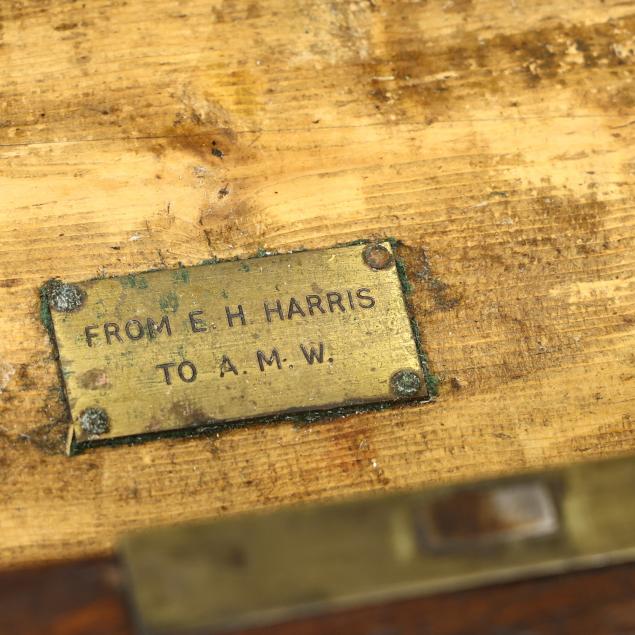 FROM E. H. HARRIS
TO A. M. W.